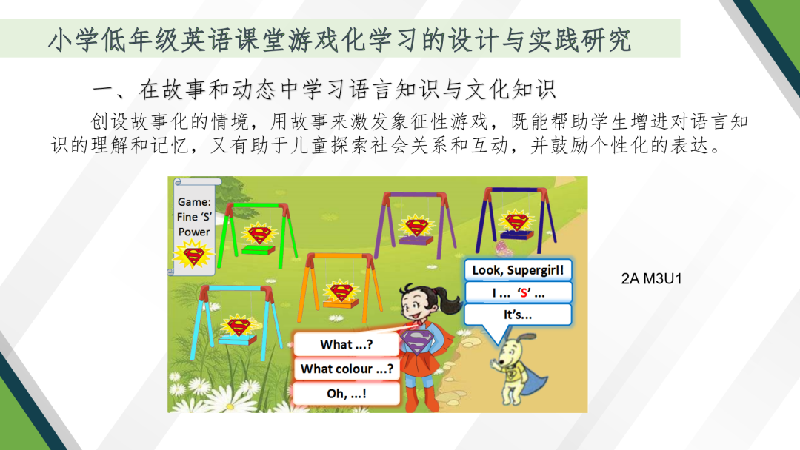 小学低年级英语课堂游戏化学习的设计与实践研究
一、在故事和动态中学习语言知识与文化知识
创设故事化的情境，用故事来激发象征性游戏，既能帮助学生增进对语言知
识的理解和记忆，又有助于儿童探索社会关系和互动，并鼓励个性化的表达。
Game:
Fine 'S'
Power
Look, Supergirl!
I ... 'S' ...
It's...
What ...?
What colour ...?
Oh, ...!
2A M3U1